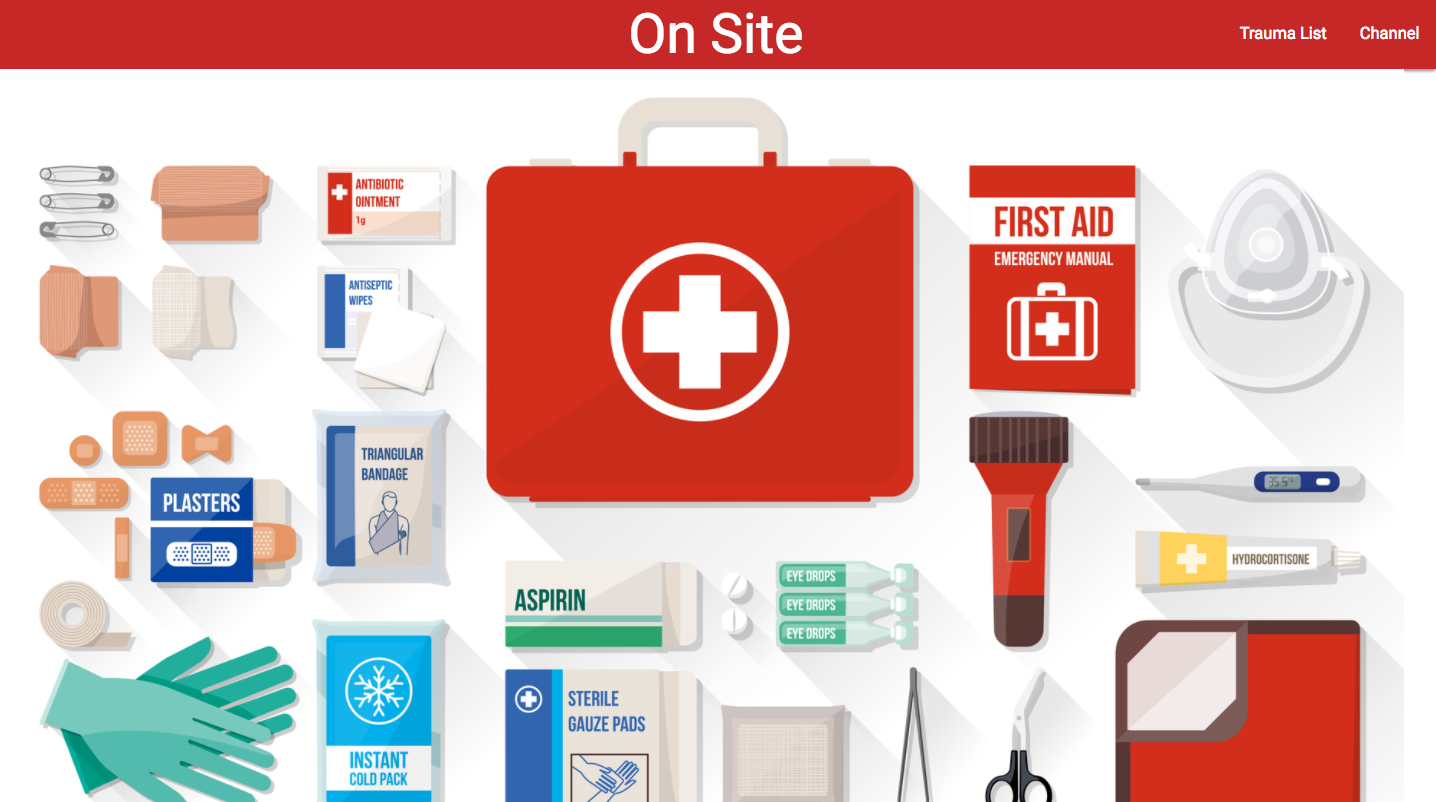 On Site
Trauma List
Channel
ANTIBIOTIC
OINTMENT
1g
ANTISEPTIC
WIPES
FIRST AID
EMERGENCY MANUAL
TRIANGULAR
BANDAGE
PLASTERS
35.5°
HYDROCORTISONE
ASPIRIN
EYE DROPS
EYE DROPS
EYE DROPS
STERILE
GAUZE PADS
INSTANT
COLD PACK